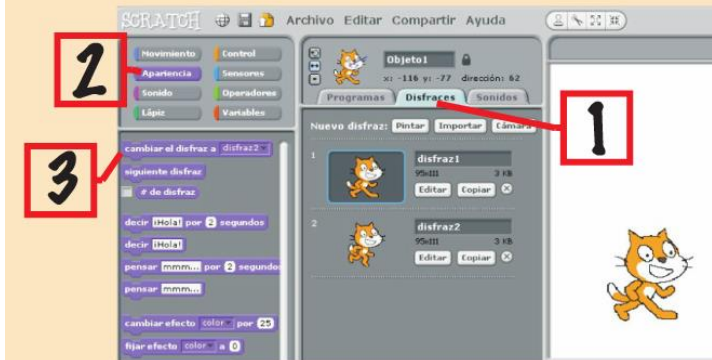 SCRATCH Archivo Editar Compartir Ayuda
2
Movimiento Control
Apariencia Sensores
Sonido Operadores
Lápiz Variables
Objeto1
x: -116 y: -77 dirección: 62
Programas Disfraces Sonidos
1
3
cambiar el disfraz a disfraz2
siguiente disfraz
# de disfraz
decir ¡Hola! por 2 segundos
decir ¡Hola!
pensar mmm... por 2 segundo
pensar mmm...
cambiar efecto color por 25
fijar efecto color a 0
Nuevo disfraz: Pintar Importar Cámara
1 disfraz1
95x111 3 KB
Editar Copiar
2 disfraz2
95x111 3 KB
Editar Copiar